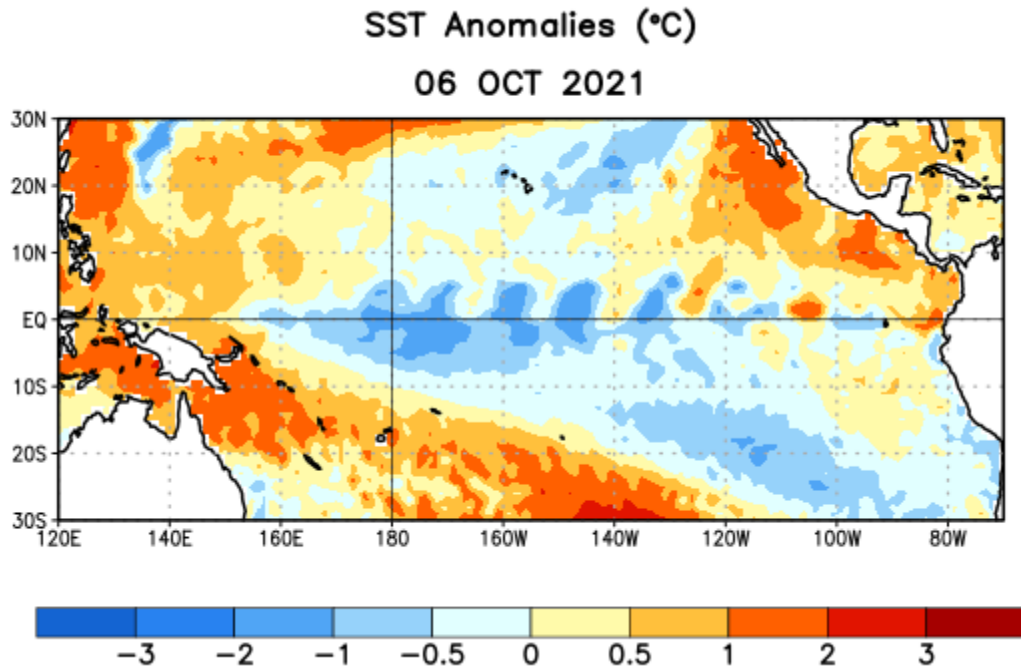 SST Anomalies (°C)
06 OCT 2021
30N
20N
10N
EQ
10S
20S
30S
120E 140E 160E 180 160W 140W 120W 100W 80W
-3 -2 -1 -0.5 0 0.5 1 2 3